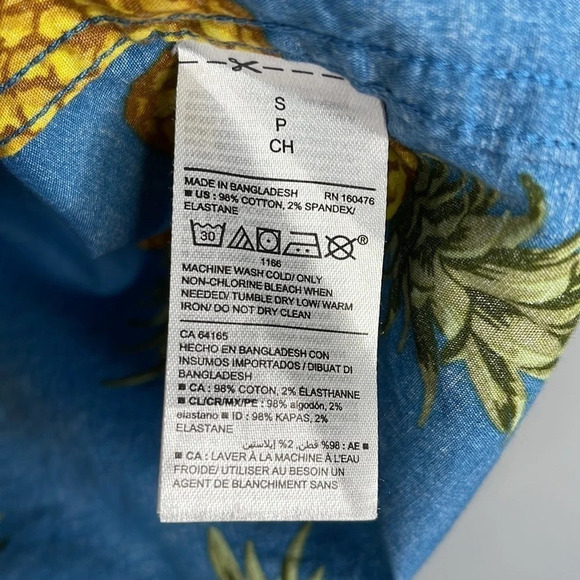 S
P
CH
MADE IN BANGLADESH RN 160476
■ US : 98% COTTON, 2% SPANDEX/
ELASTANE
30 ®
1166
MACHINE WASH COLD/ ONLY
NON-CHLORINE BLEACH WHEN
NEEDED/ TUMBLE DRY LOW/ WARM
IRON/ DO NOT DRY CLEAN
CA 64165
HECHO EN BANGLADESH CON
INSUMOS IMPORTADOS / DIBUAT DI
BANGLADESH
■ CA : 98% COTON, 2% ÉLASTHANNE
■ CL/CR/MX/PE : 98% algodón, 2%
elastano ■ ID : 98% KAPAS, 2%
ELASTANE
■ AE : 98% قطن, 2% إيلاستين
■ CA : LAVER À LA MACHINE À L'EAU
FROIDE/ UTILISER AU BESOIN UN
AGENT DE BLANCHIMENT SANS